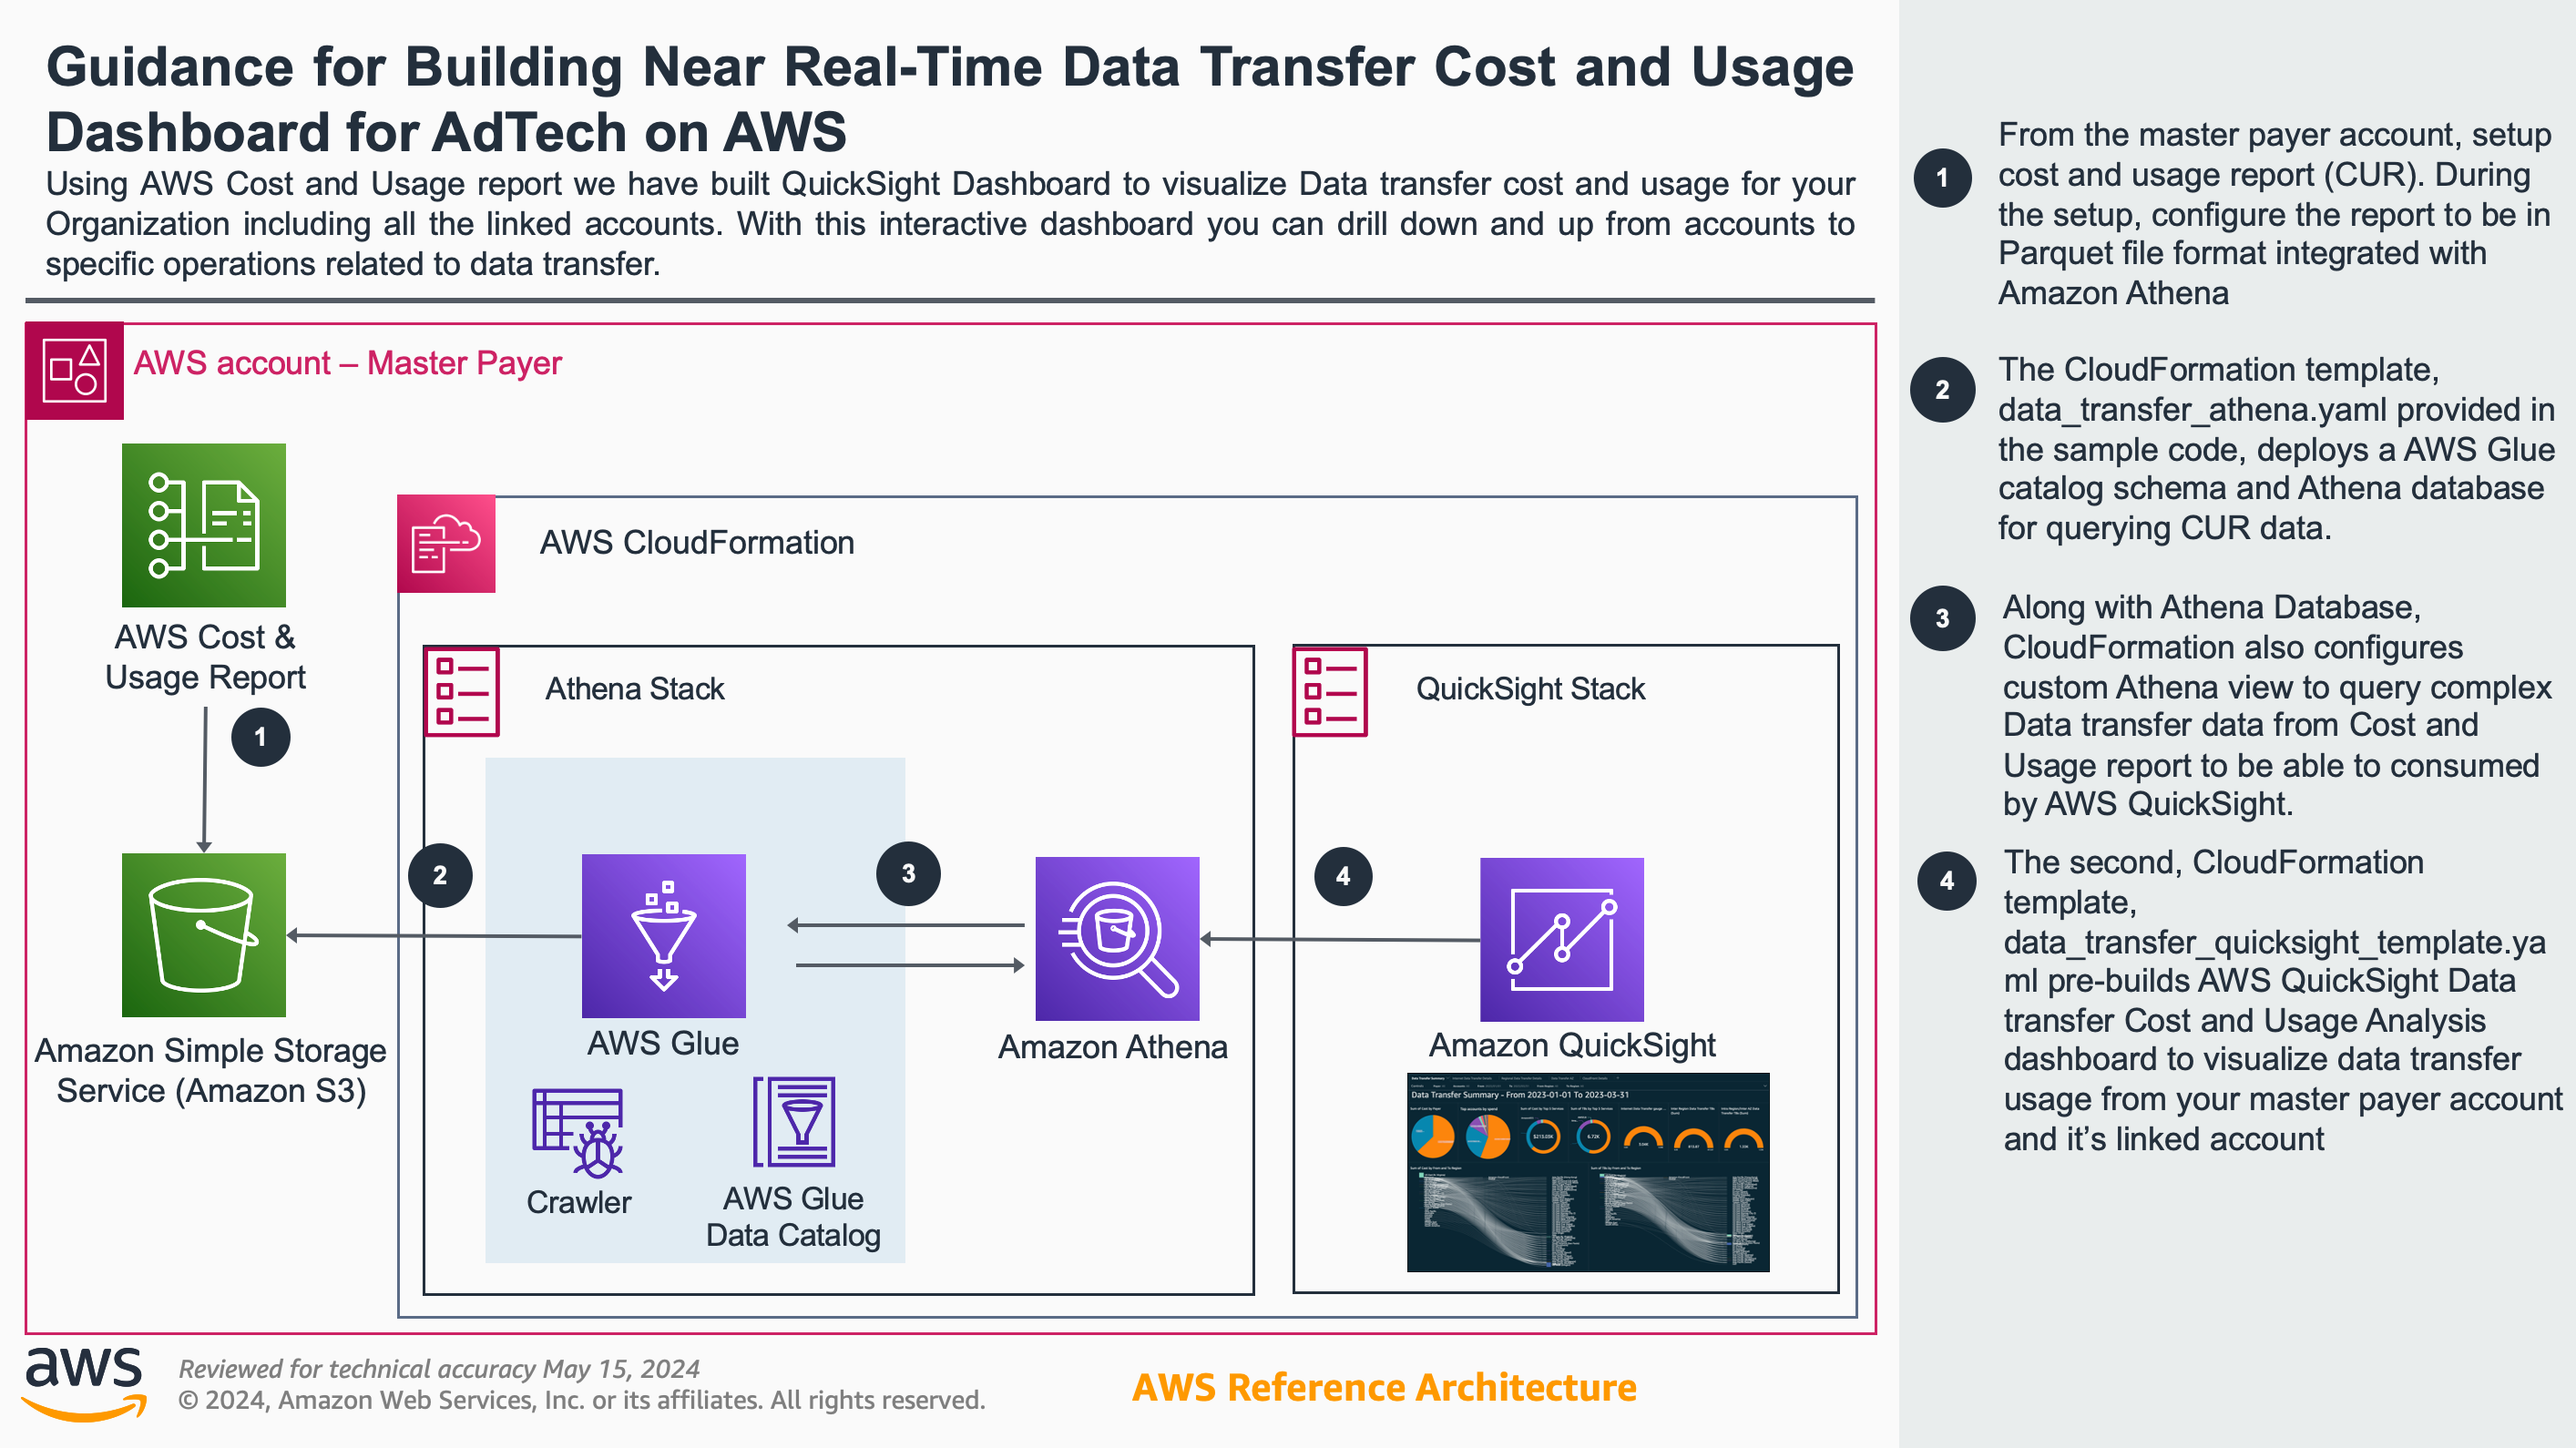 Guidance for Building Near Real-Time Data Transfer Cost and Usage
Dashboard for AdTech on AWS
Using AWS Cost and Usage report we have built QuickSight Dashboard to visualize Data transfer cost and usage for your
Organization including all the linked accounts. With this interactive dashboard you can drill down and up from accounts to
specific operations related to data transfer.
AWS account – Master Payer
AWS Cost &
Usage Report
1
Amazon Simple Storage
Service (Amazon S3)
AWS CloudFormation
Athena Stack
2
AWS Glue
Crawler
AWS Glue
Data Catalog
3
Amazon Athena
QuickSight Stack
4
Amazon QuickSight
Data Transfer Summary - From 2023-01-01 To 2023-03-31
1
From the master payer account, setup
cost and usage report (CUR). During
the setup, configure the report to be in
Parquet file format integrated with
Amazon Athena
2
The CloudFormation template,
data_transfer_athena.yaml provided in
the sample code, deploys a AWS Glue
catalog schema and Athena database
for querying CUR data.
3
Along with Athena Database,
CloudFormation also configures
custom Athena view to query complex
Data transfer data from Cost and
Usage report to be able to consumed
by AWS QuickSight.
4
The second, CloudFormation
template,
data_transfer_quicksight_template.ya
ml pre-builds AWS QuickSight Data
transfer Cost and Usage Analysis
dashboard to visualize data transfer
usage from your master payer account
and it’s linked account
aws
Reviewed for technical accuracy May 15, 2024
© 2024, Amazon Web Services, Inc. or its affiliates. All rights reserved.
AWS Reference Architecture